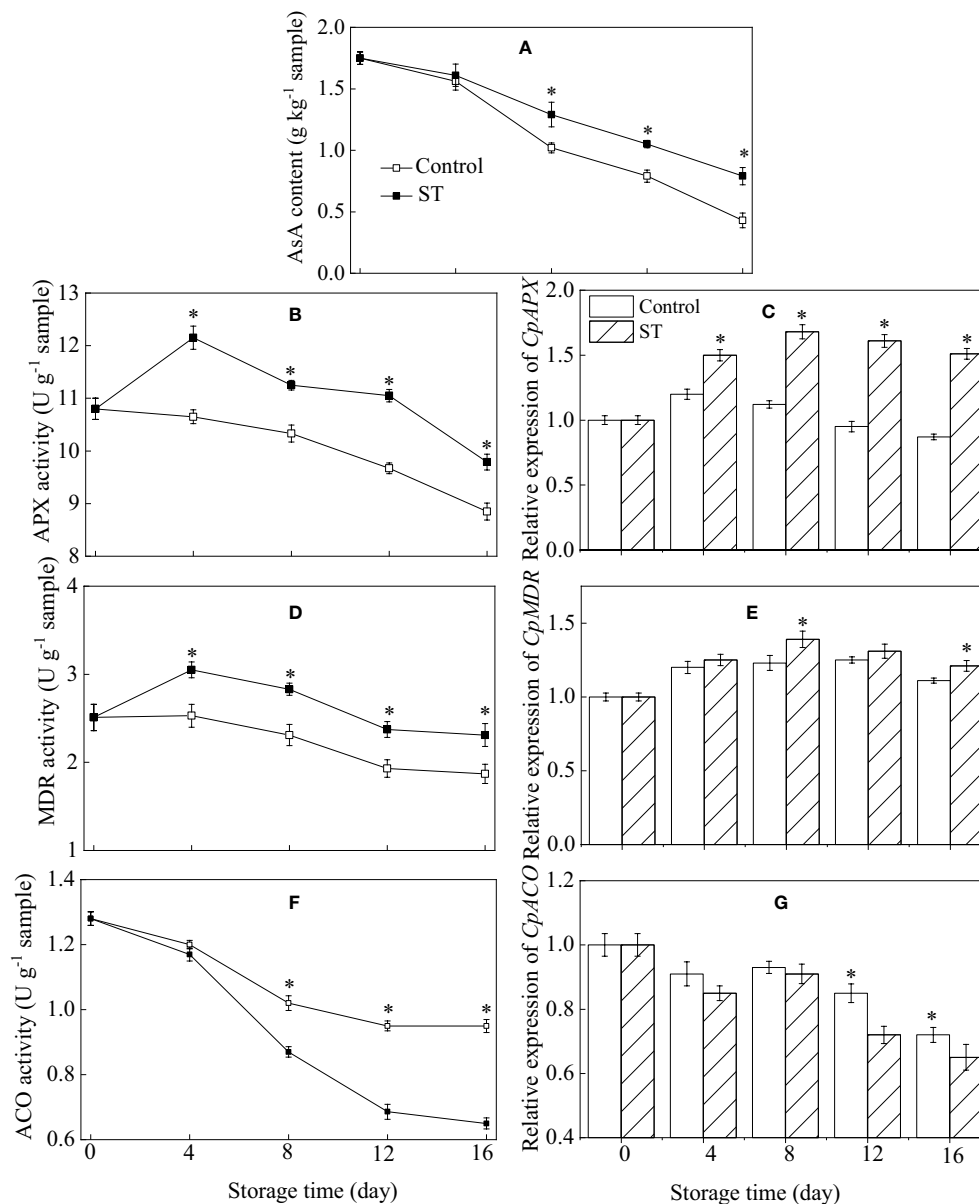 A
AsA content (g kg⁻¹ sample)
2.0
1.5
1.0
0.5
0.0
*
*
*
Control
ST
B
APX activity (U g⁻¹ sample)
13
12
11
10
9
8
*
*
*
*
C
Relative expression of CpAPX
2.0
1.5
1.0
0.5
0.0
Control
ST
*
*
*
*
D
MDR activity (U g⁻¹ sample)
4
3
2
1
*
*
*
*
E
Relative expression of CpMDR
1.5
1.0
0.5
0.0
*
*
F
ACO activity (U g⁻¹ sample)
1.4
1.2
1.0
0.8
0.6
*
*
*
0 4 8 12 16
Storage time (day)
G
Relative expression of CpACO
1.2
1.0
0.8
0.6
0.4
*
*
0 4 8 12 16
Storage time (day)